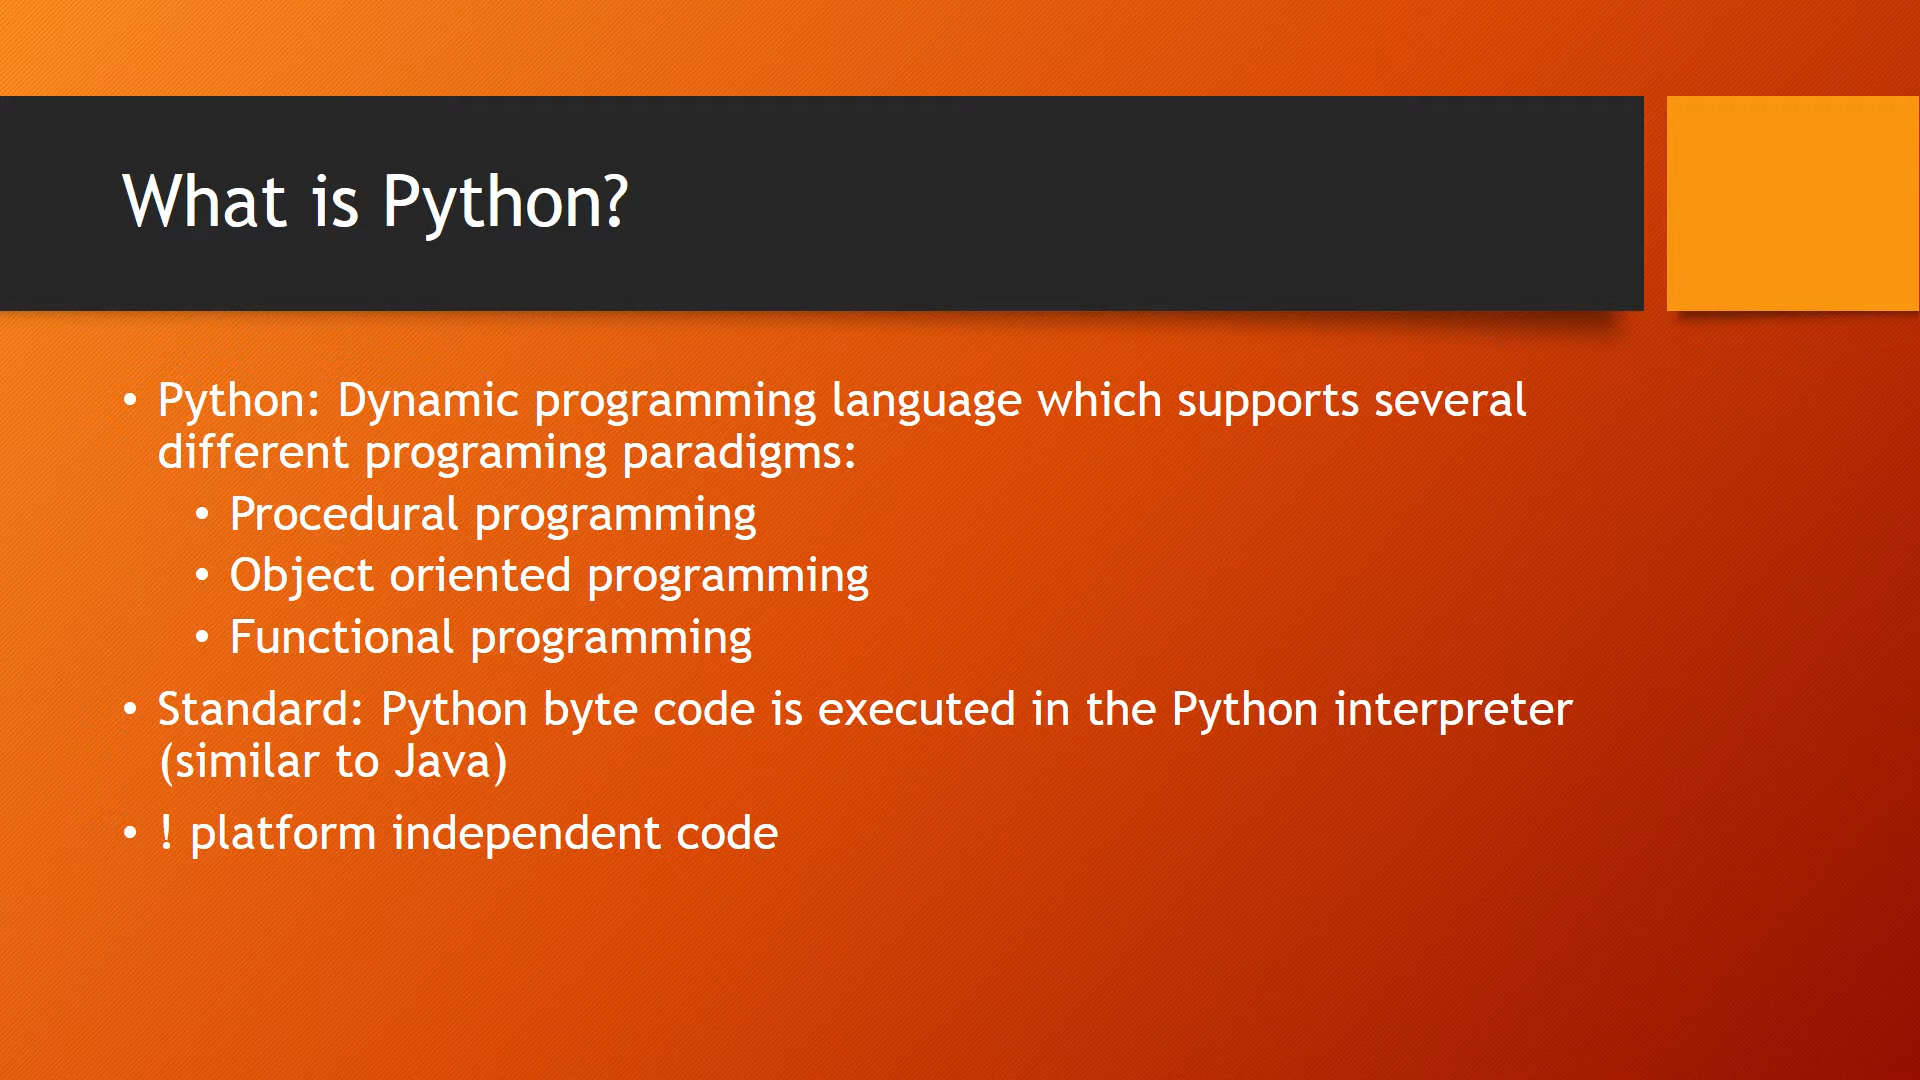 What is Python?
• Python: Dynamic programming language which supports several
different programing paradigms:
• Procedural programming
• Object oriented programming
• Functional programming
• Standard: Python byte code is executed in the Python interpreter
(similar to Java)
• ! platform independent code